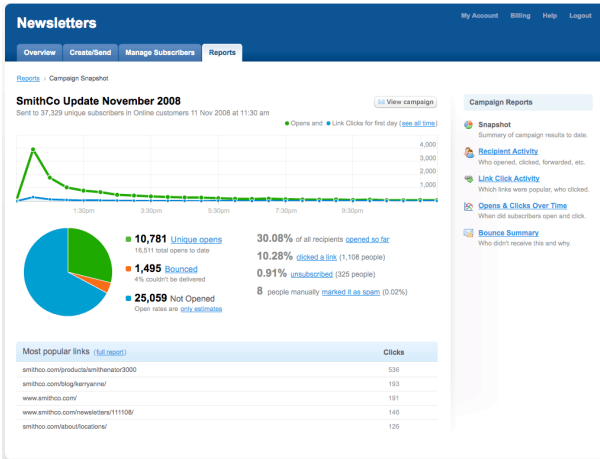 Newsletters
My Account Billing Help Logout
Overview Create/Send Manage Subscribers Reports
Reports › Campaign Snapshot
SmithCo Update November 2008
View campaign
Sent to 37,329 unique subscribers in Online customers 11 Nov 2008 at 11:30 am
Opens and Link Clicks for first day (see all time)
4,000
3,000
2,000
1,000
1:30pm 3:30pm 5:30pm 7:30pm 9:30pm
10,781 Unique opens
16,511 total opens to date
1,495 Bounced
4% couldn't be delivered
25,059 Not Opened
Open rates are only estimates
30.08% of all recipients opened so far
10.28% clicked a link (1,108 people)
0.91% unsubscribed (325 people)
8 people manually marked it as spam (0.02%)
Most popular links (full report) Clicks
smithco.com/products/smithenator3000 536
smithco.com/blog/kerryanne/ 193
www.smithco.com/ 191
www.smithco.com/newsletters/111108/ 146
smithco.com/about/locations/ 126
Campaign Reports
Snapshot
Summary of campaign results to date.
Recipient Activity
Who opened, clicked, forwarded, etc.
Link Click Activity
Which links were popular, who clicked.
Opens & Clicks Over Time
When did subscribers open and click.
Bounce Summary
Who didn't receive this and why.